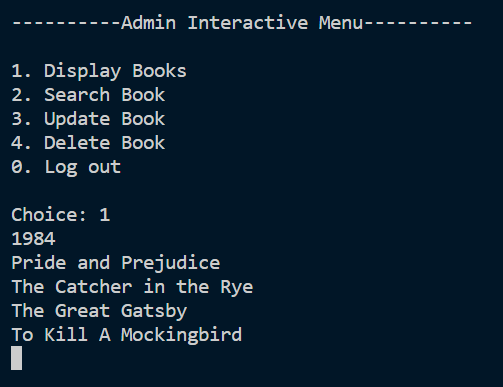 ----------Admin Interactive Menu----------
1. Display Books
2. Search Book
3. Update Book
4. Delete Book
0. Log out
Choice: 1
1984
Pride and Prejudice
The Catcher in the Rye
The Great Gatsby
To Kill A Mockingbird